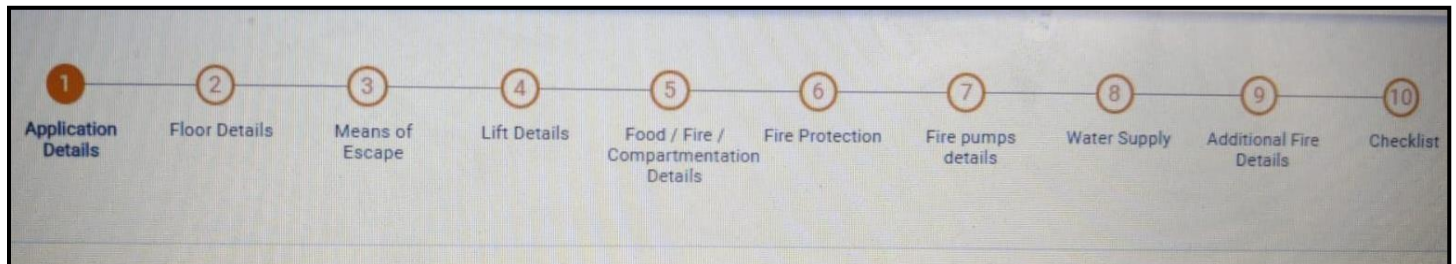 1
Application
Details
2
Floor Details
3
Means of
Escape
4
Lift Details
5
Food / Fire /
Compartmentation
Details
6
Fire Protection
7
Fire pumps
details
8
Water Supply
9
Additional Fire
Details
10
Checklist